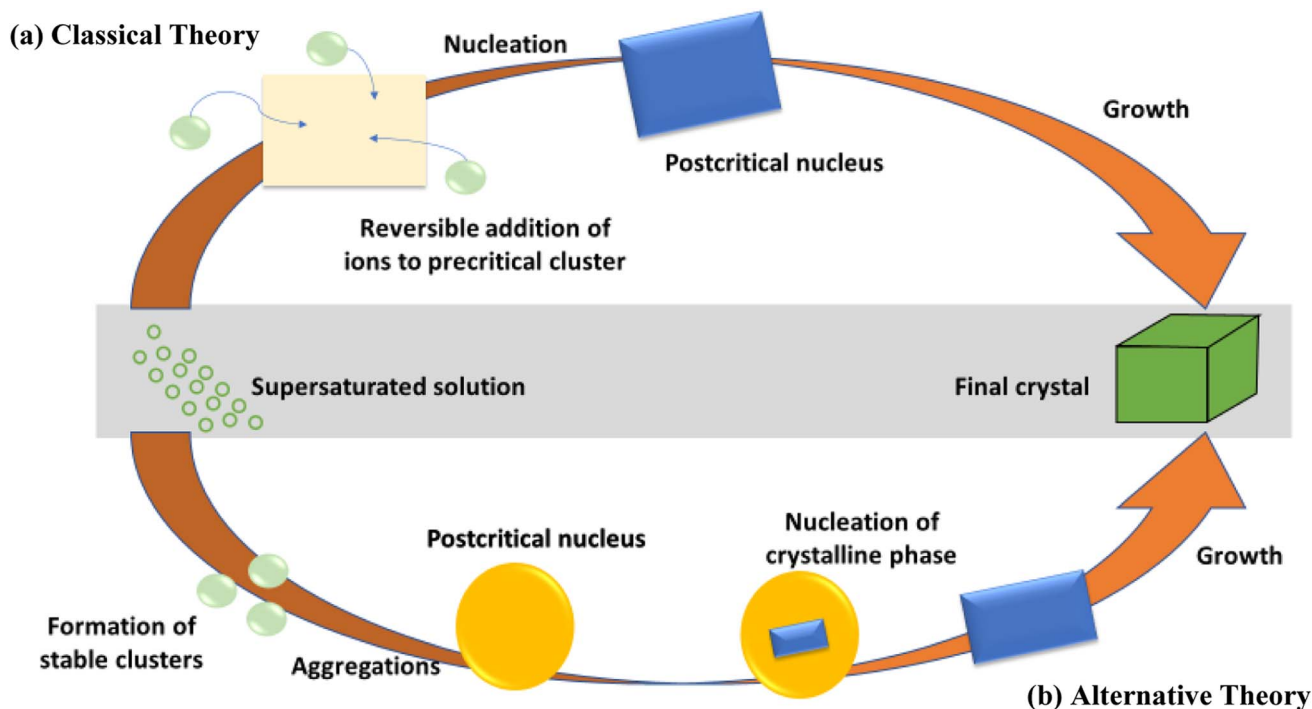 (a) Classical Theory
Nucleation
Growth
Postcritical nucleus
Reversible addition of
ions to precritical cluster
Supersaturated solution
Final crystal
Postcritical nucleus
Nucleation of
crystalline phase
Growth
Formation of
stable clusters
Aggregations
(b) Alternative Theory